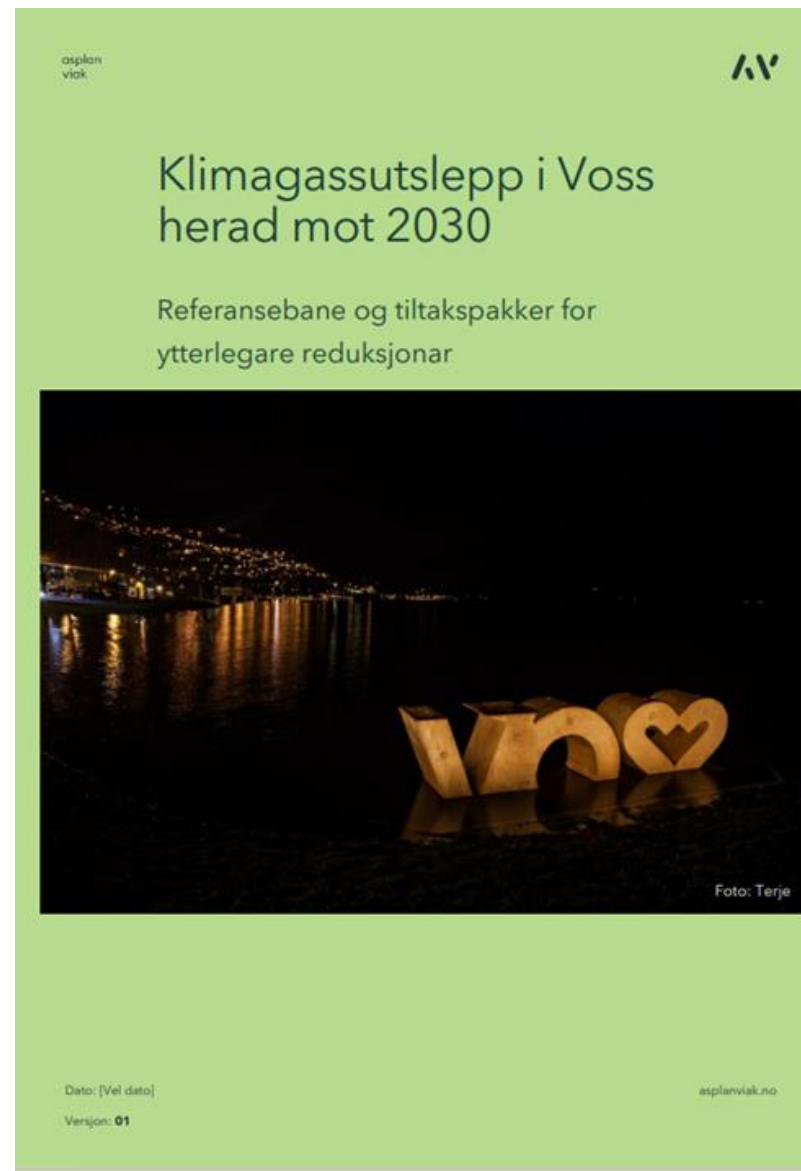 asplan
viak
AV
Klimagassutslepp i Voss
herad mot 2030
Referansebane og tiltakspakker for
ytterlegare reduksjonar
Foto: Terje
Dato: [Vel dato]
asplanviak.no
Versjon: 01